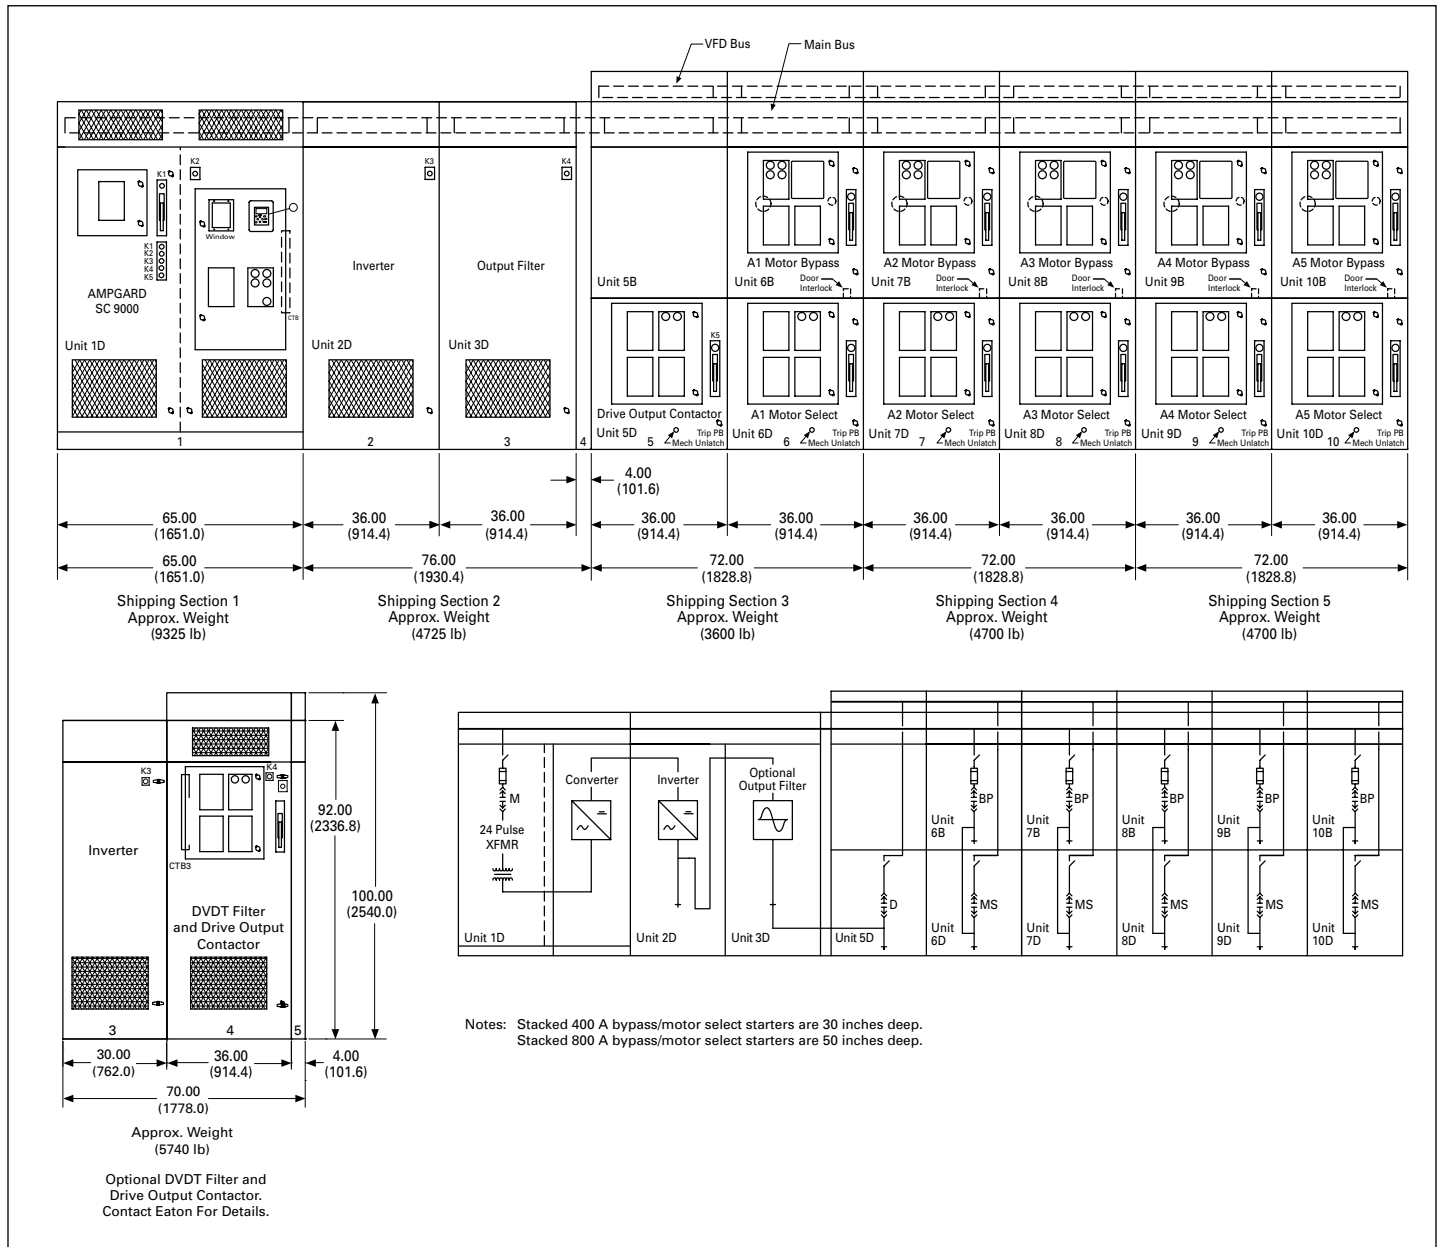 VFD Bus
Main Bus
K1
K2
K3
K4
Window
K1
K2
K3
K4
K5
CTB
AMPGARD
SC 9000
Unit 1D
Inverter
Unit 2D
Output Filter
Unit 3D
Unit 5B
A1 Motor Bypass
Unit 6B
Door
Interlock
A2 Motor Bypass
Unit 7B
Door
Interlock
A3 Motor Bypass
Unit 8B
Door
Interlock
A4 Motor Bypass
Unit 9B
Door
Interlock
A5 Motor Bypass
Unit 10B
Door
Interlock
K5
Drive Output Contactor
Unit 5D
A1 Motor Select
Unit 6D
Trip PB
Mech Unlatch
A2 Motor Select
Unit 7D
Trip PB
Mech Unlatch
A3 Motor Select
Unit 8D
Trip PB
Mech Unlatch
A4 Motor Select
Unit 9D
Trip PB
Mech Unlatch
A5 Motor Select
Unit 10D
Trip PB
Mech Unlatch
1 2 3 4 5 6 7 8 9 10
4.00
(101.6)
65.00
(1651.0)
36.00
(914.4)
36.00
(914.4)
36.00
(914.4)
36.00
(914.4)
36.00
(914.4)
36.00
(914.4)
36.00
(914.4)
36.00
(914.4)
65.00
(1651.0)
76.00
(1930.4)
72.00
(1828.8)
72.00
(1828.8)
72.00
(1828.8)
Shipping Section 1
Approx. Weight
(9325 lb)
Shipping Section 2
Approx. Weight
(4725 lb)
Shipping Section 3
Approx. Weight
(3600 lb)
Shipping Section 4
Approx. Weight
(4700 lb)
Shipping Section 5
Approx. Weight
(4700 lb)
K3
K4
CTB3
Inverter
DVDT Filter
and Drive Output
Contactor
3 4 5
92.00
(2336.8)
100.00
(2540.0)
30.00
(762.0)
36.00
(914.4)
4.00
(101.6)
70.00
(1778.0)
Approx. Weight
(5740 lb)
Optional DVDT Filter and
Drive Output Contactor.
Contact Eaton For Details.
M
24 Pulse
XFMR
Unit 1D
Converter
Inverter
Unit 2D
Optional
Output Filter
Unit 3D
D
Unit 5D
BP
Unit
6B
BP
Unit
7B
BP
Unit
8B
BP
Unit
9B
BP
Unit
10B
MS
Unit
6D
MS
Unit
7D
MS
Unit
8D
MS
Unit
9D
MS
Unit
10D
Notes: Stacked 400 A bypass/motor select starters are 30 inches deep.
Stacked 800 A bypass/motor select starters are 50 inches deep.